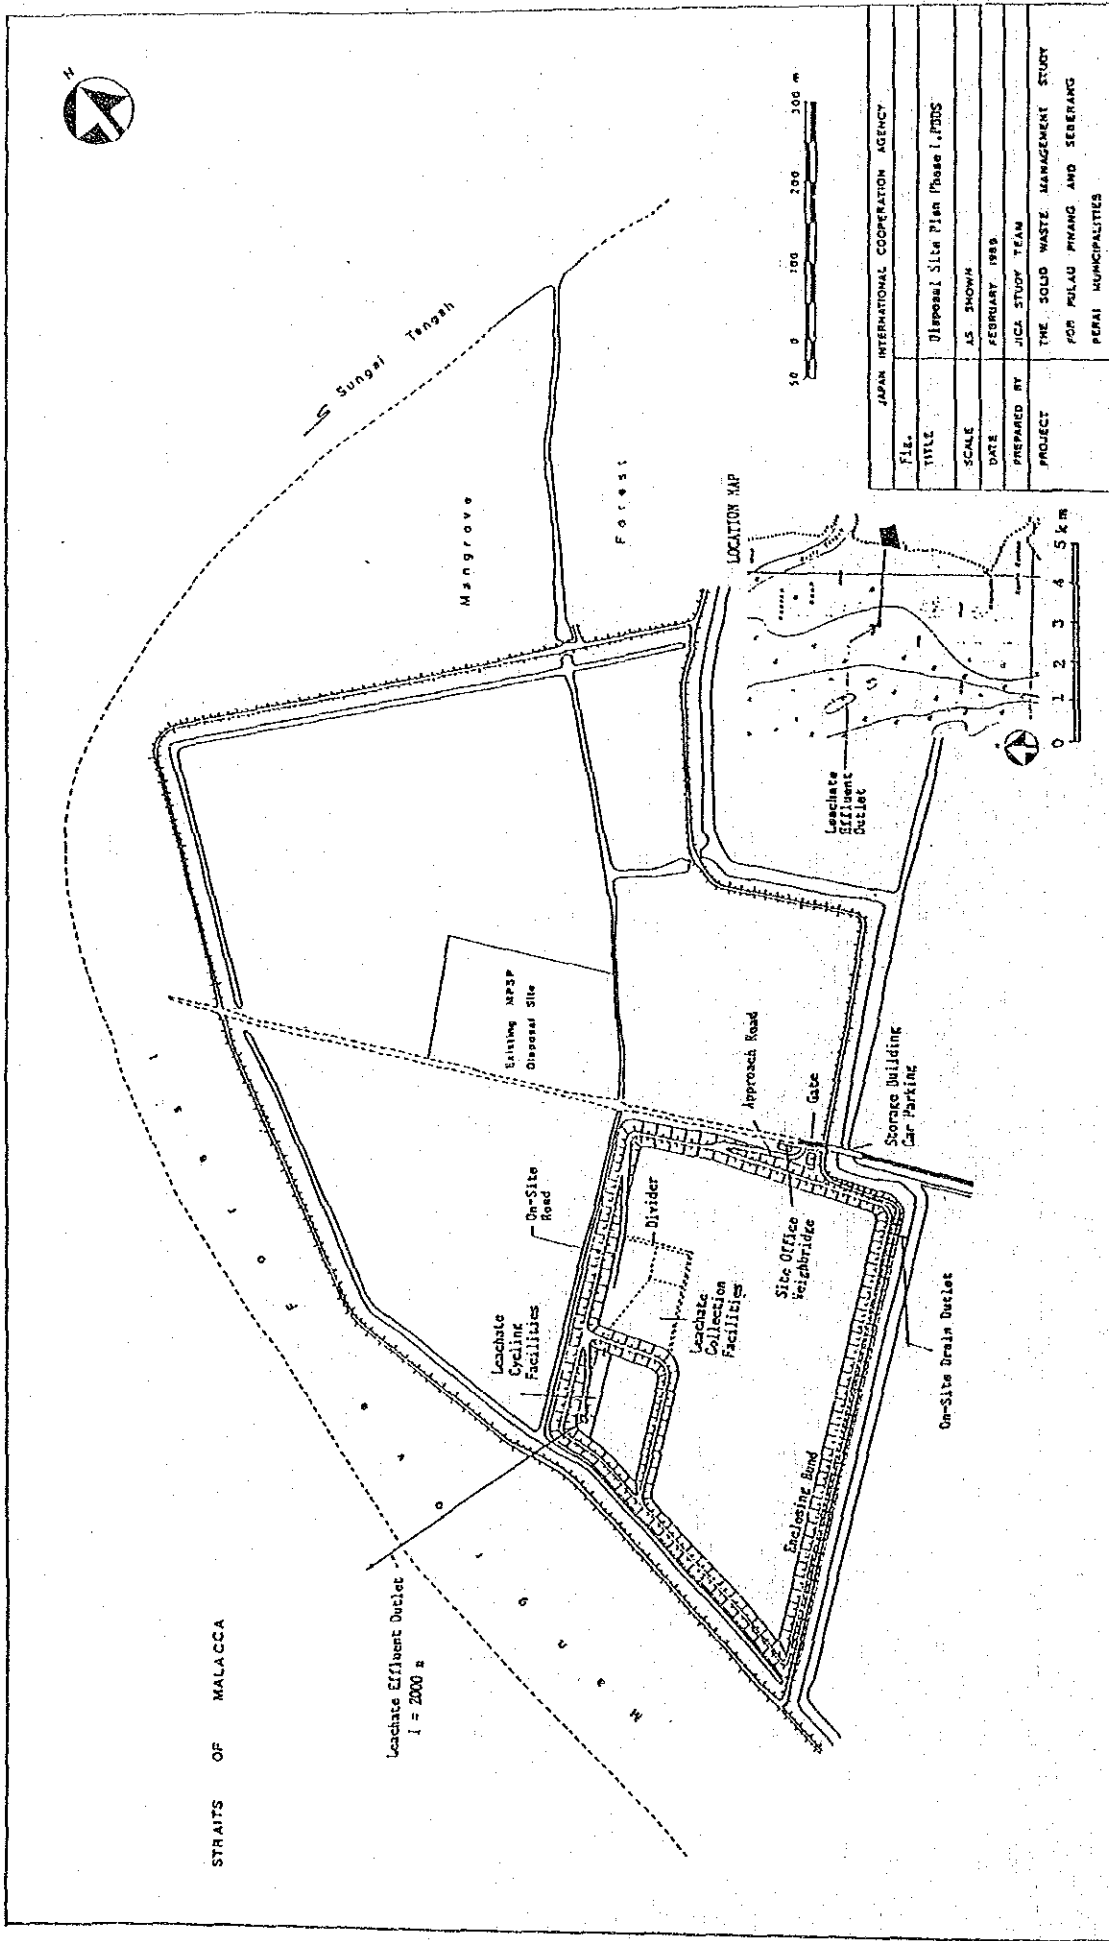 STRAITS OF MALACCA
Leachate Effluent Outlet
l = 2000 m
Mangrove Forest
Sungai Tengah
N
Mangrove
Forest
Existing MPSP
Disposal Site
On-Site
Road
Leachate
Cycling
Facilities
Divider
Leachate
Collection
Facilities
Approach Road
Gate
Site Office
Weighbridge
Storage Building
Car Parking
Enclosing Bund
On-Site Drain Outlet
50 0 100 200 300 m
LOCATION MAP
Leachate
Effluent
Outlet
0 1 2 3 4 5 km
JAPAN INTERNATIONAL COOPERATION AGENCY
Fig.
TITLE Disposal Site Plan Phase I, PBDS
SCALE AS SHOWN
DATE FEBRUARY 1989
PREPARED BY JICA STUDY TEAM
PROJECT THE SOLID WASTE MANAGEMENT STUDY
FOR PULAU PINANG AND SEBERANG
PERAI MUNICIPALITIES